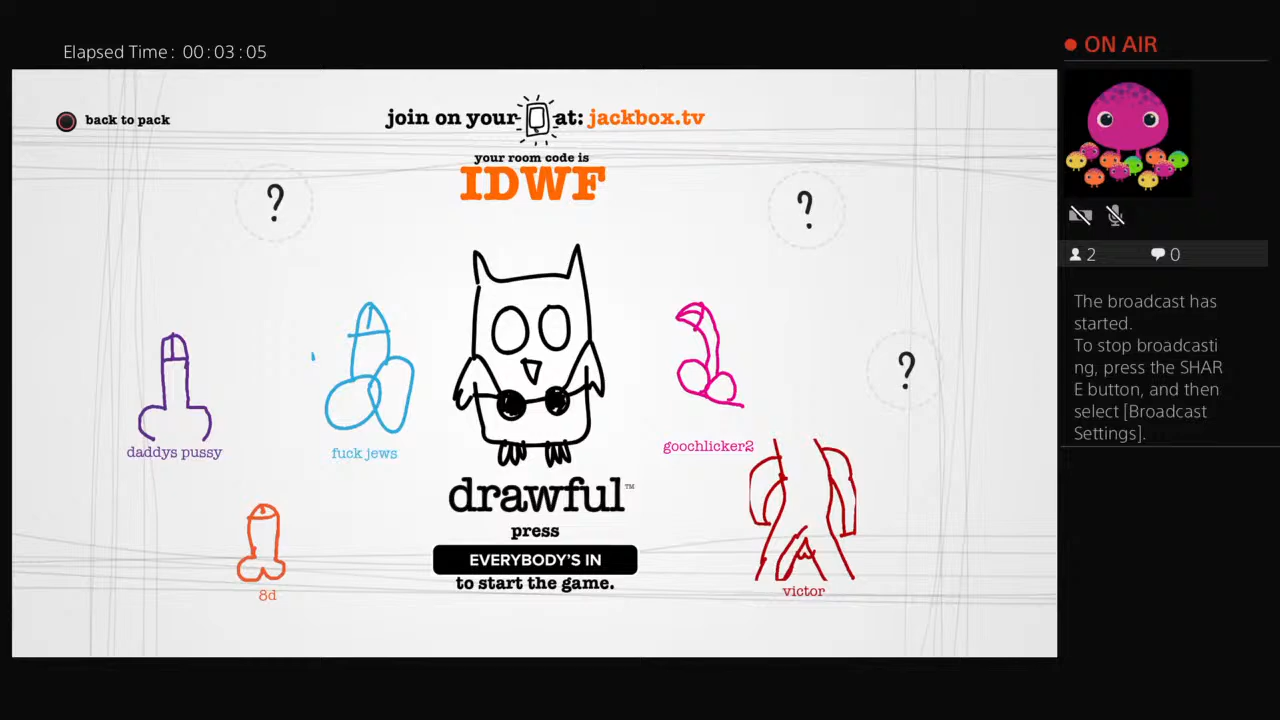 Elapsed Time: 00:03:05
ON AIR
back to pack
join on your at: jackbox.tv
your room code is
IDWF
?
?
2
0
The broadcast has
started.
To stop broadcasti
ng, press the SHAR
E button, and then
select [Broadcast
Settings].
?
daddys pussy
fuck jews
goochlicker2
drawful™
press
EVERYBODY'S IN
to start the game.
8d
victor